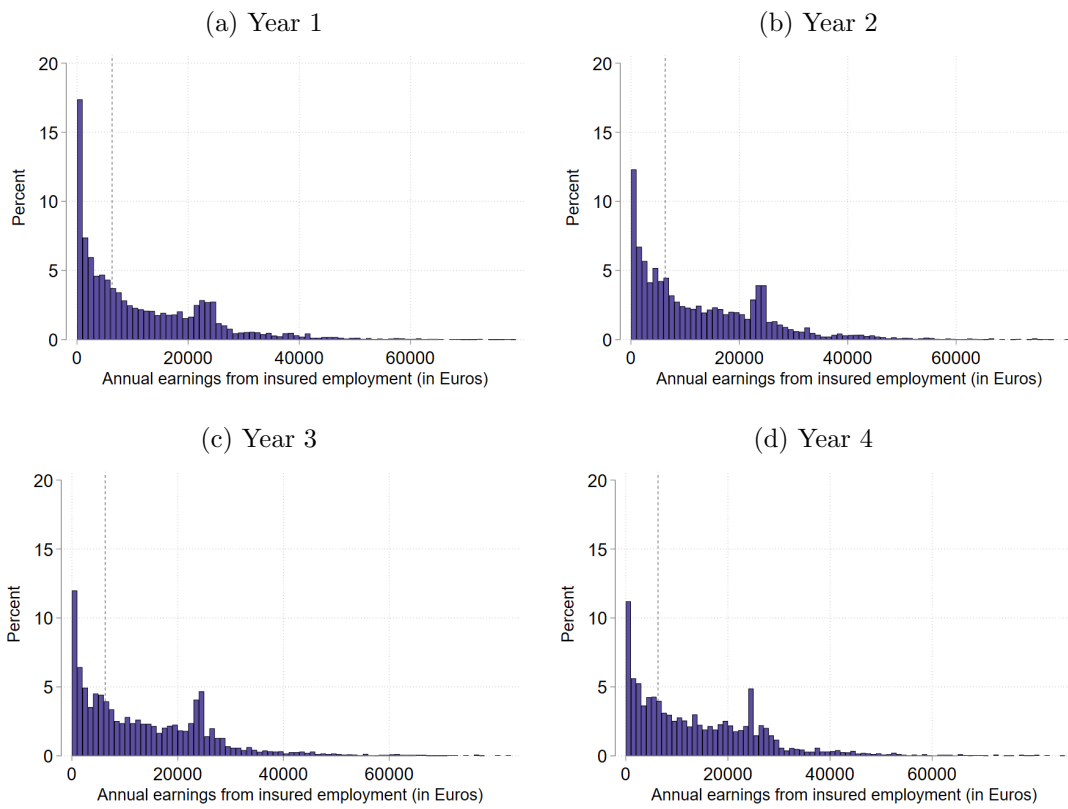 (a) Year 1
20
15
10
5
0
Percent
0 20000 40000 60000
Annual earnings from insured employment (in Euros)
(b) Year 2
20
15
10
5
0
Percent
0 20000 40000 60000
Annual earnings from insured employment (in Euros)
(c) Year 3
20
15
10
5
0
Percent
0 20000 40000 60000
Annual earnings from insured employment (in Euros)
(d) Year 4
20
15
10
5
0
Percent
0 20000 40000 60000
Annual earnings from insured employment (in Euros)